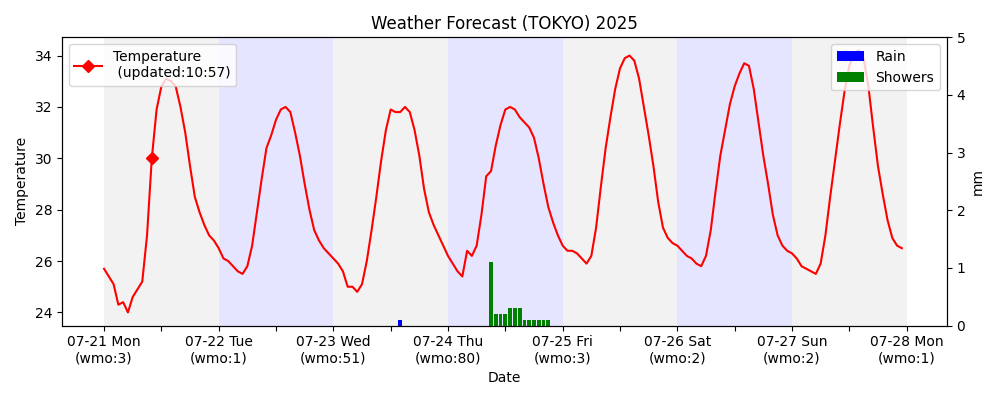 Weather Forecast (TOKYO) 2025
Temperature
(updated:10:57)
Rain
Showers
34
32
30
28
26
24
Temperature
5
4
3
2
1
0
mm
07-21 Mon 07-22 Tue 07-23 Wed 07-24 Thu 07-25 Fri 07-26 Sat 07-27 Sun 07-28 Mon
(wmo:3) (wmo:1) (wmo:51) (wmo:80) (wmo:3) (wmo:2) (wmo:2) (wmo:1)
Date